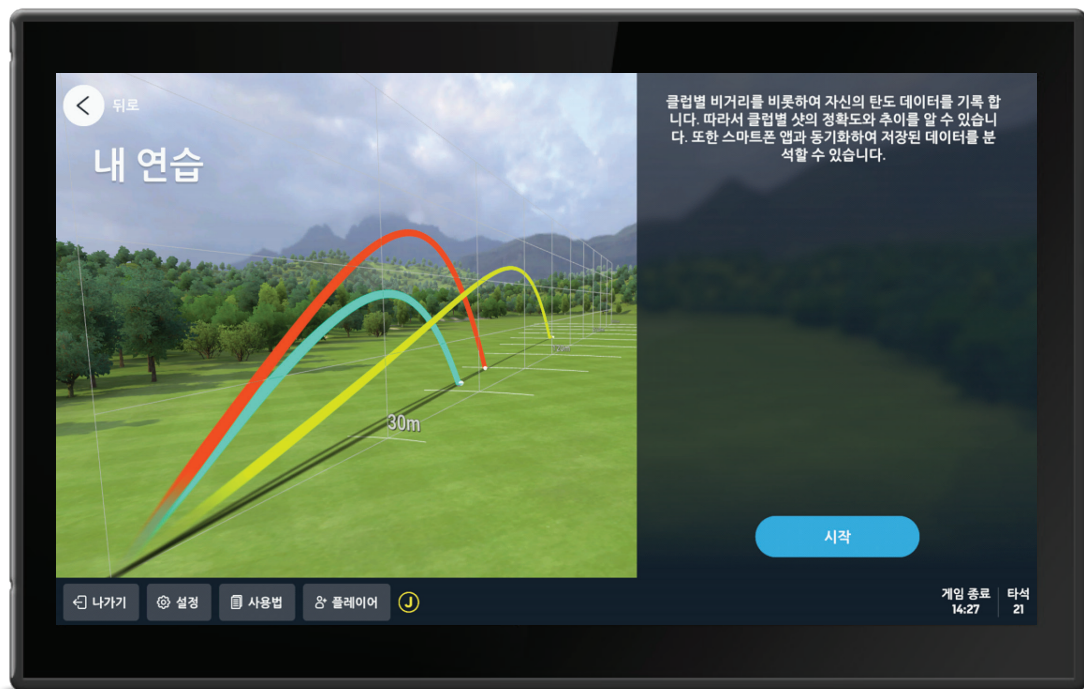 뒤로
내 연습
클럽별 비거리를 비롯하여 자신의 탄도 데이터를 기록 합
니다. 따라서 클럽별 샷의 정확도와 추이를 알 수 있습니
다. 또한 스마트폰 앱과 동기화하여 저장된 데이터를 분
석할 수 있습니다.
30m
시작
나가기 설정 사용법 플레이어 J
게임 종료 타석
14:27 21